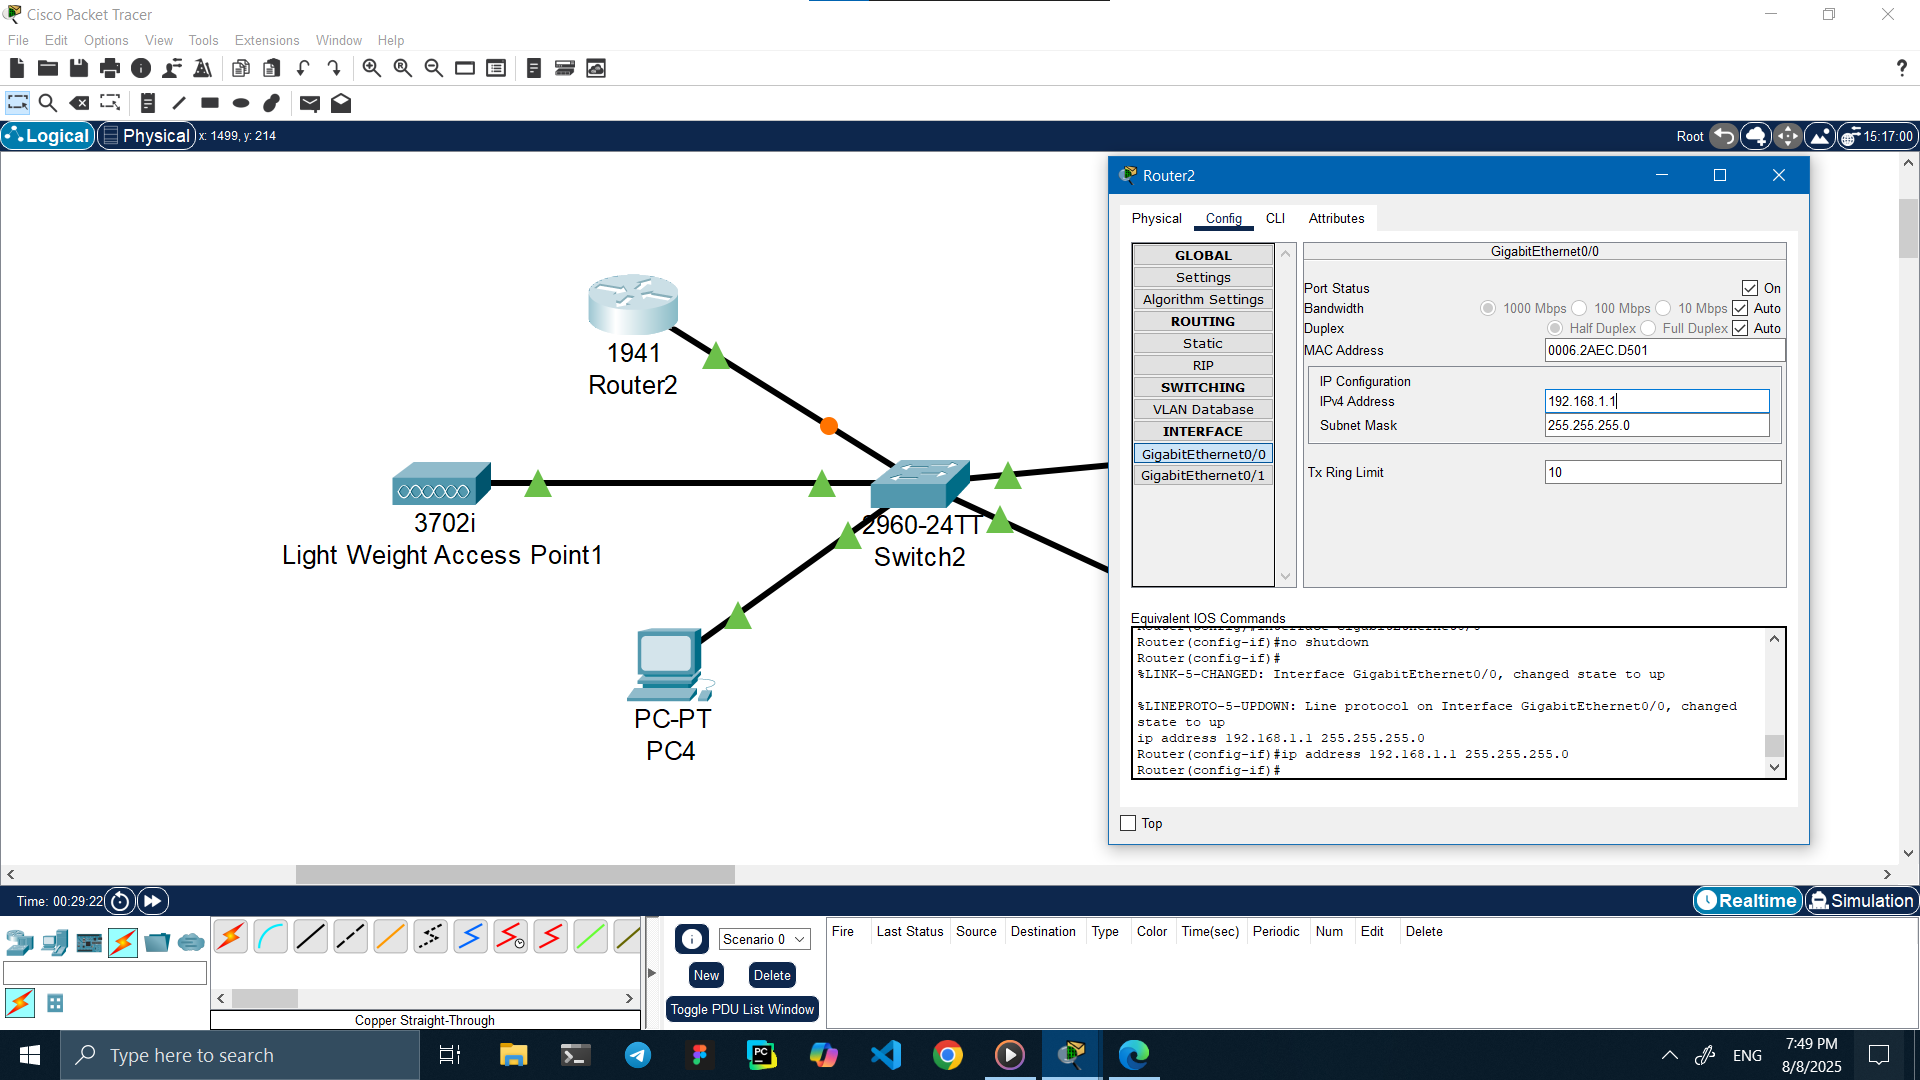 Cisco Packet Tracer
File Edit Options View Tools Extensions Window Help
?
Logical Physical x: 1499, y: 214
Root 15:17:00
1941
Router2
3702i
Light Weight Access Point1
2960-24TT
Switch2
PC-PT
PC4
Router2
Physical Config CLI Attributes
GLOBAL
Settings
Algorithm Settings
ROUTING
Static
RIP
SWITCHING
VLAN Database
INTERFACE
GigabitEthernet0/0
GigabitEthernet0/1
GigabitEthernet0/0
Port Status On
Bandwidth 1000 Mbps 100 Mbps 10 Mbps Auto
Duplex Half Duplex Full Duplex Auto
MAC Address 0006.2AEC.D501
IP Configuration
IPv4 Address 192.168.1.1
Subnet Mask 255.255.255.0
Tx Ring Limit 10
Equivalent IOS Commands
Router(config-if)#no shutdown
Router(config-if)#
%LINK-5-CHANGED: Interface GigabitEthernet0/0, changed state to up
%LINEPROTO-5-UPDOWN: Line protocol on Interface GigabitEthernet0/0, changed
state to up
ip address 192.168.1.1 255.255.255.0
Router(config-if)#ip address 192.168.1.1 255.255.255.0
Router(config-if)#
Top
Time: 00:29:22
Realtime Simulation
Scenario 0
New Delete
Toggle PDU List Window
Fire Last Status Source Destination Type Color Time(sec) Periodic Num Edit Delete
Copper Straight-Through
Type here to search
PC
ENG
7:49 PM
8/8/2025